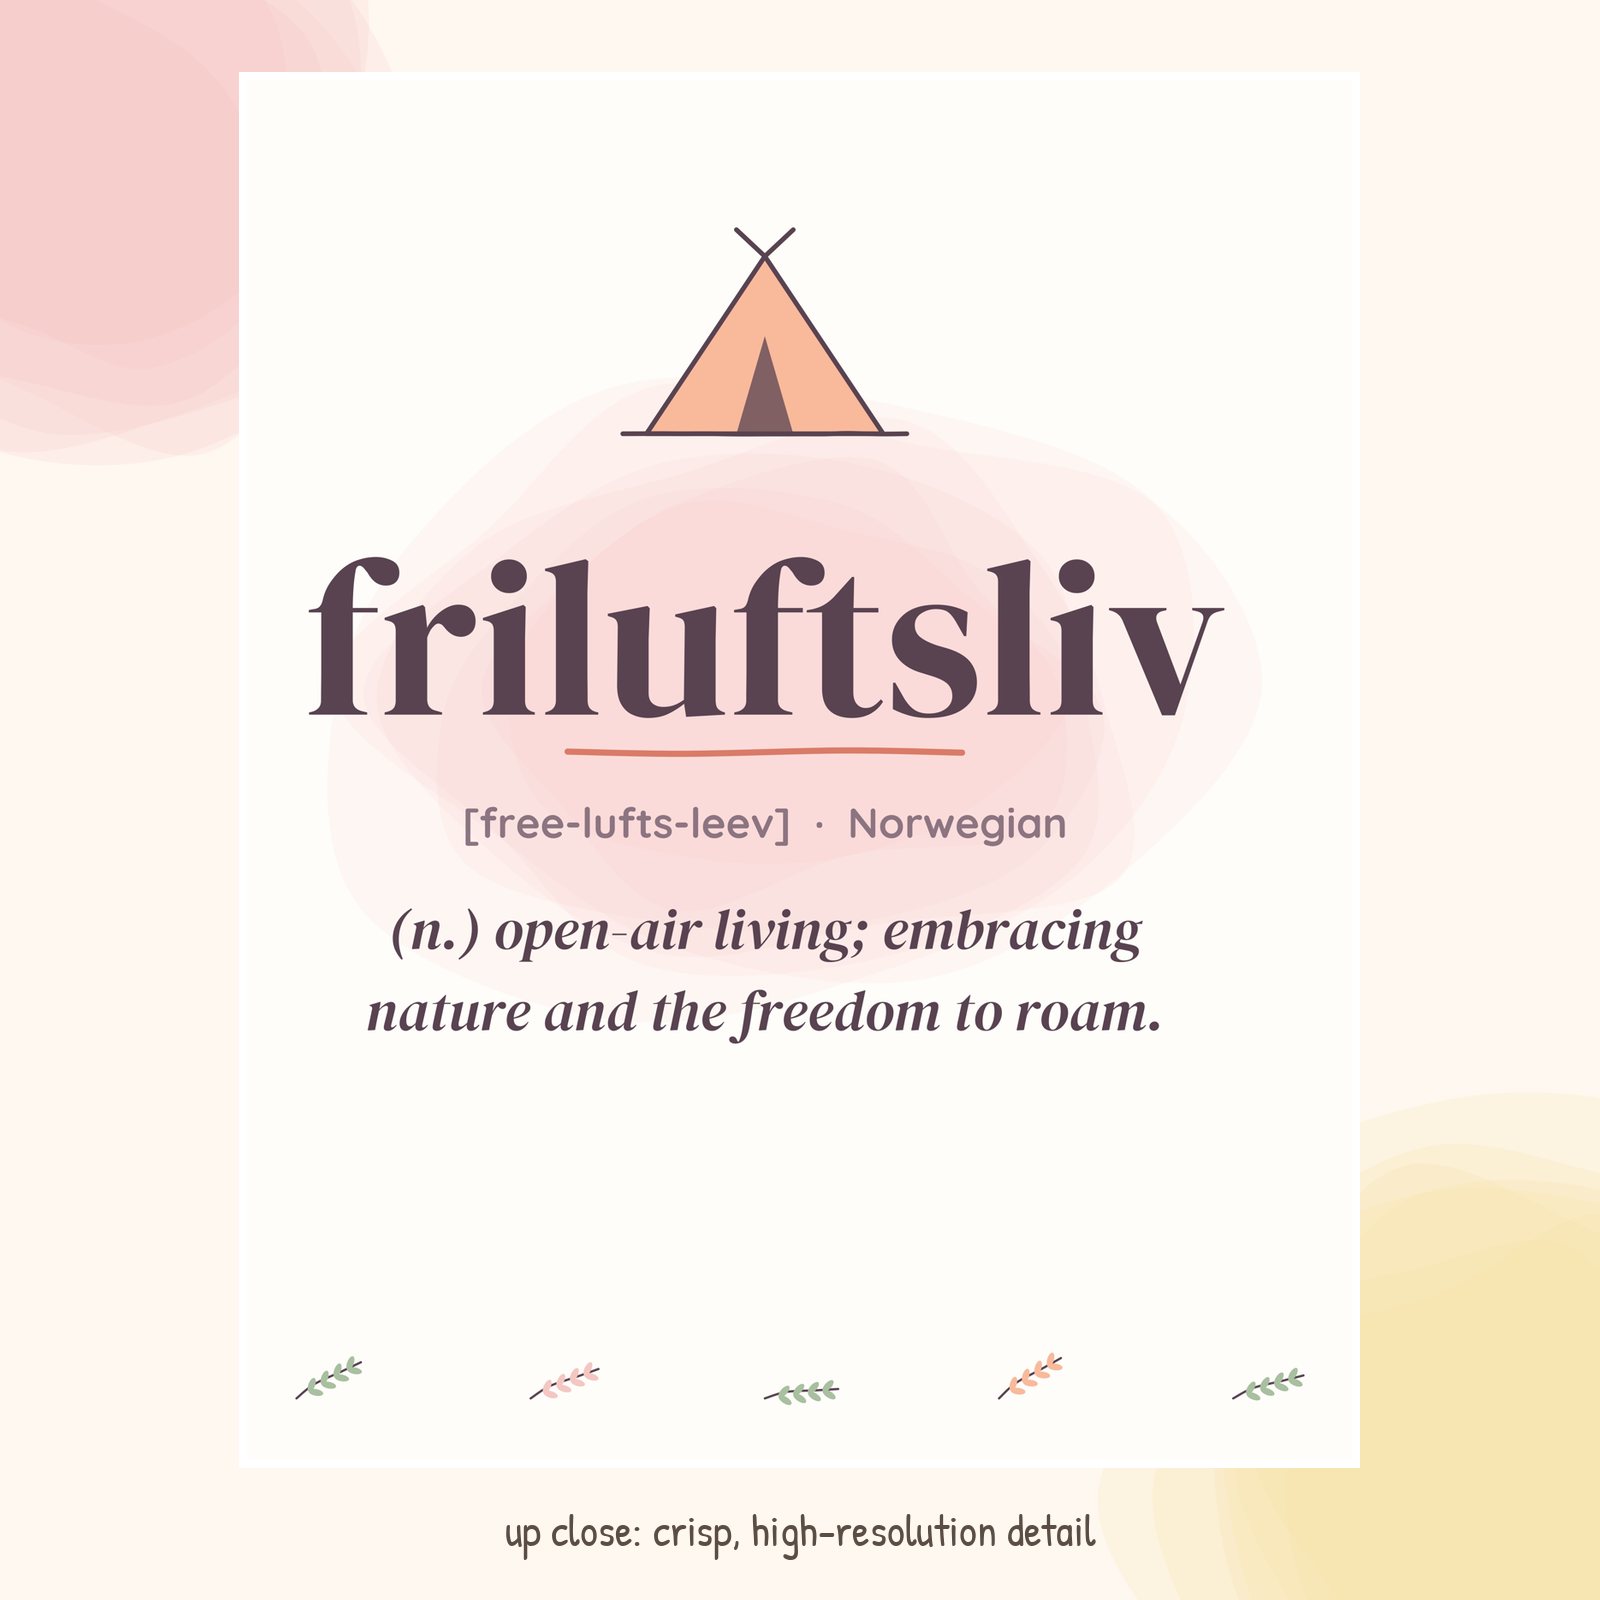 friluftsliv
[free-lufts-leev] · Norwegian
(n.) open-air living; embracing
nature and the freedom to roam.
up close: crisp, high-resolution detail